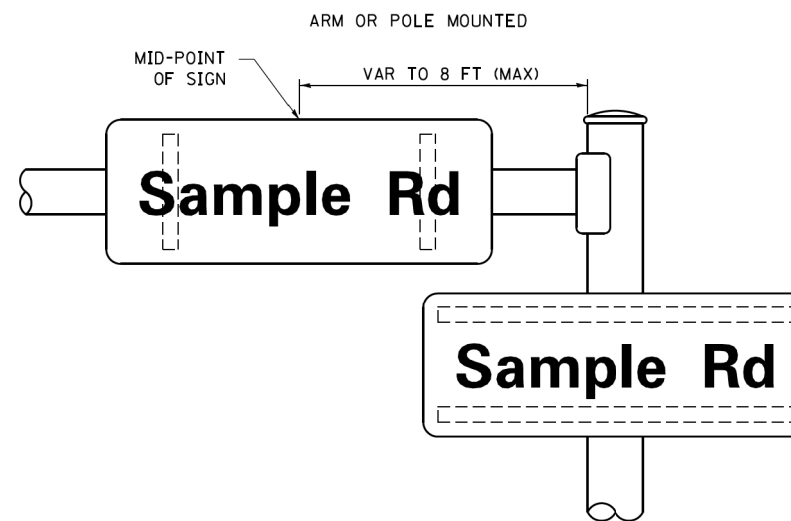 ARM OR POLE MOUNTED
MID-POINT
OF SIGN
VAR TO 8 FT (MAX)
Sample Rd
Sample Rd